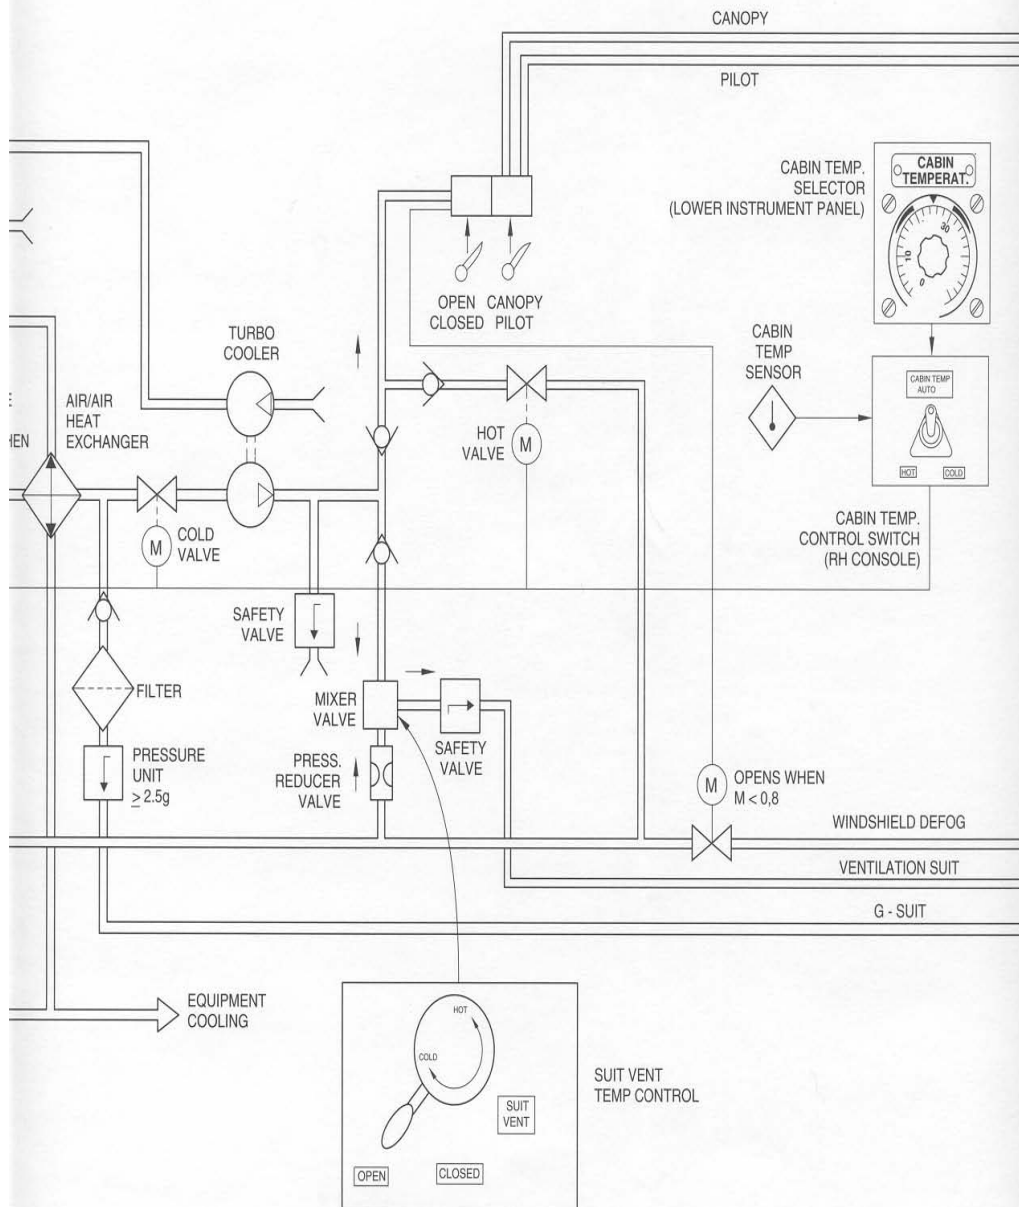 CANOPY
PILOT
CABIN TEMP.
SELECTOR
(LOWER INSTRUMENT PANEL)
CABIN
TEMPERAT.
30
10
0
OPEN
CLOSED
CANOPY
PILOT
TURBO
COOLER
CABIN
TEMP
SENSOR
CABIN TEMP
AUTO
HOT
COLD
E
HEN
AIR/AIR
HEAT
EXCHANGER
HOT
VALVE
M
CABIN TEMP.
CONTROL SWITCH
(RH CONSOLE)
M
COLD
VALVE
SAFETY
VALVE
FILTER
MIXER
VALVE
SAFETY
VALVE
PRESSURE
UNIT
≥ 2.5g
PRESS.
REDUCER
VALVE
M
OPENS WHEN
M < 0,8
WINDSHIELD DEFOG
VENTILATION SUIT
G - SUIT
EQUIPMENT
COOLING
HOT
COLD
SUIT
VENT
OPEN
CLOSED
SUIT VENT
TEMP CONTROL